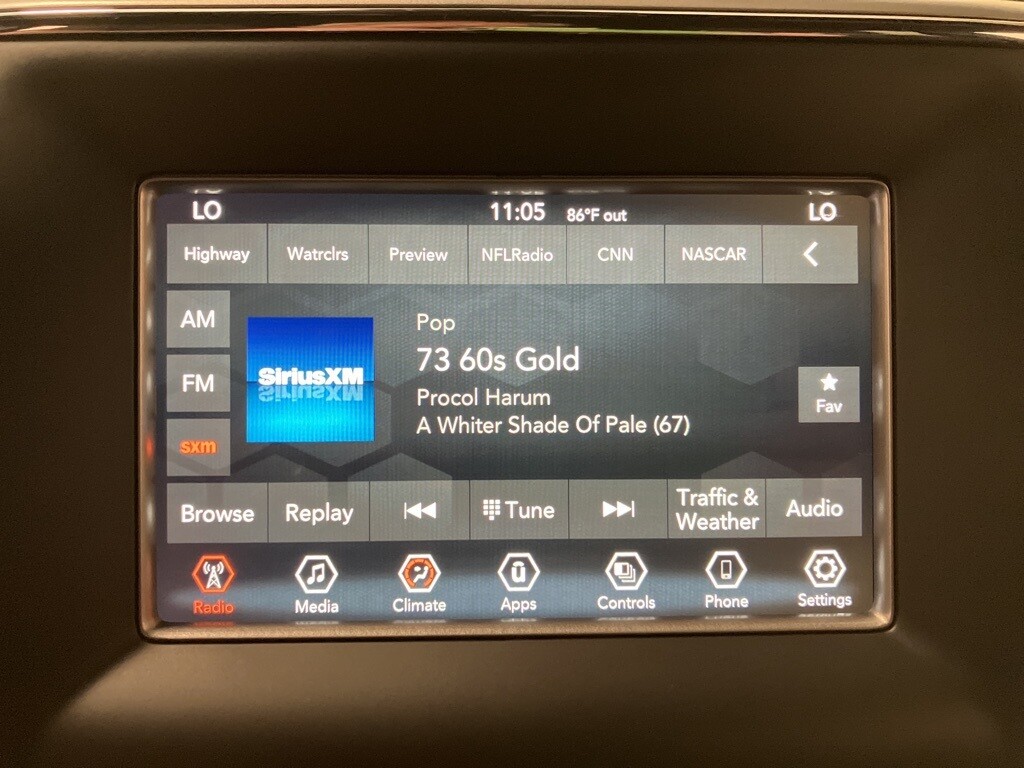 LO 11:05 86°F out LO
Highway Watrclrs Preview NFLRadio CNN NASCAR
AM
FM
sxm
SiriusXM
Pop
73 60s Gold
Procol Harum
A Whiter Shade Of Pale (67)
Fav
Browse Replay Tune Traffic & Weather Audio
Radio Media Climate Apps Controls Phone Settings